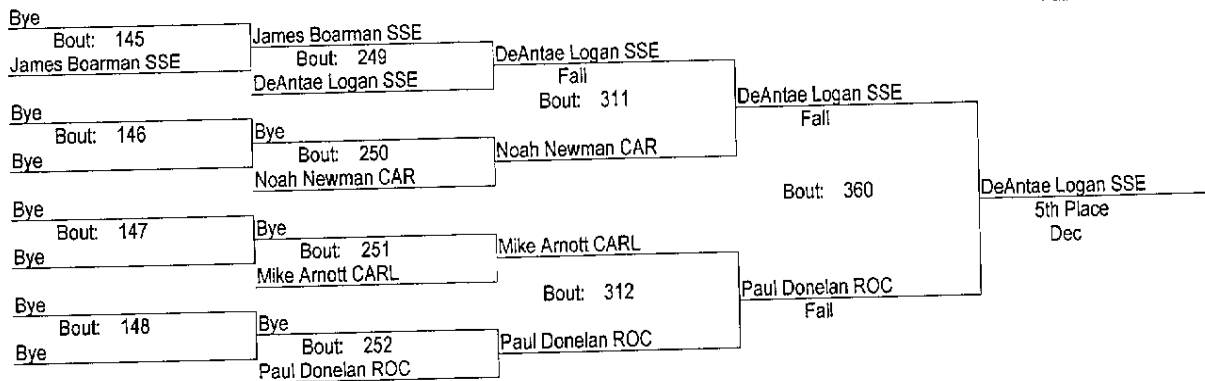 Bye
Bout: 145
James Boarman SSE
James Boarman SSE
Bout: 249
DeAntae Logan SSE
DeAntae Logan SSE
Fall
Bout: 311
DeAntae Logan SSE
Fall
Bye
Bout: 146
Bye
Bye
Bout: 250
Noah Newman CAR
Noah Newman CAR
Bout: 360
DeAntae Logan SSE
5th Place
Dec
Bye
Bout: 147
Bye
Bye
Bout: 251
Mike Arnott CARL
Mike Arnott CARL
Bout: 312
Paul Donelan ROC
Fall
Bye
Bout: 148
Bye
Bye
Bout: 252
Paul Donelan ROC
Paul Donelan ROC